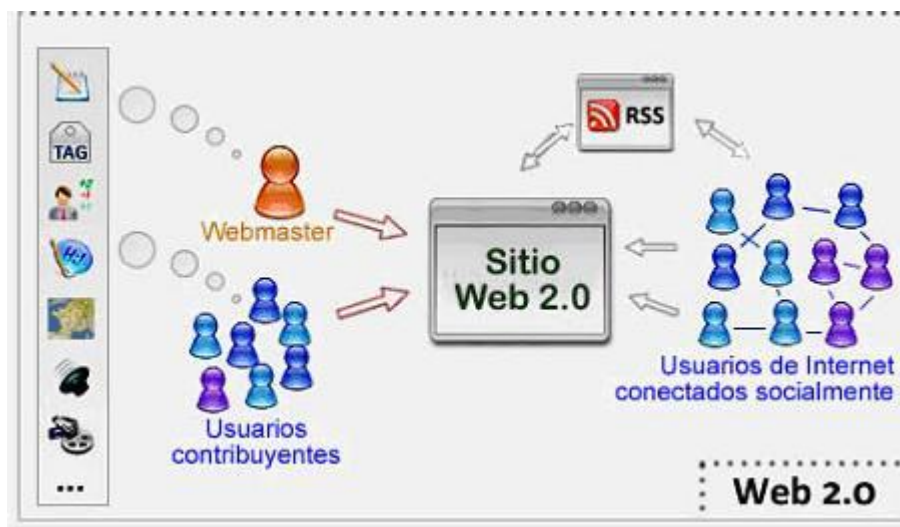 TAG
RSS
Webmaster
Sitio
Web 2.0
Usuarios
contribuyentes
Usuarios de Internet
conectados socialmente
...
Web 2.0